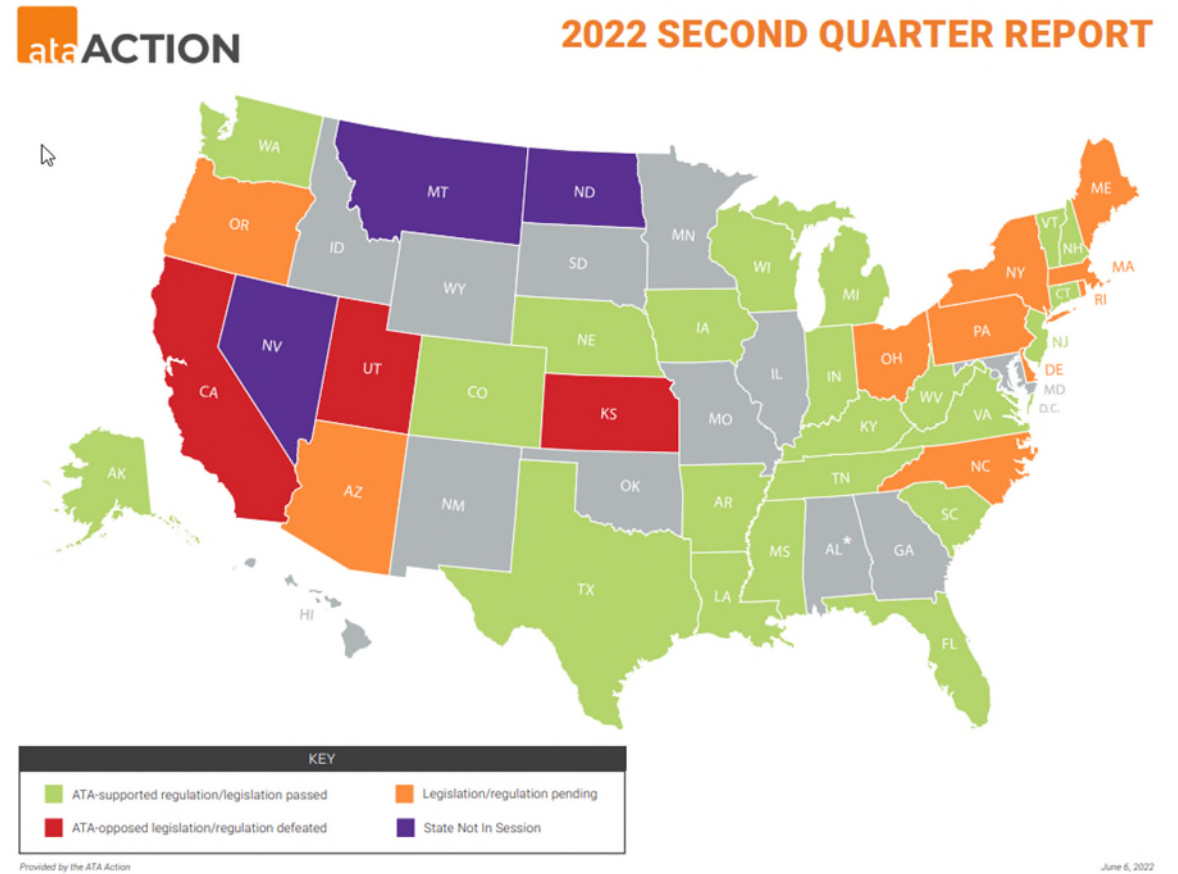 ata ACTION
2022 SECOND QUARTER REPORT
WA
MT
ND
ME
OR
ID
MN
VT
NH
SD
WI
NY
MA
WY
MI
CT
RI
NV
NE
IA
PA
NJ
UT
OH
DE
CA
CO
IL
IN
MD
WV
KS
MO
VA
D.C.
KY
AK
NC
TN
AZ
OK
NM
AR
SC
MS
AL*
GA
TX
LA
HI
FL
KEY
ATA-supported regulation/legislation passed
Legislation/regulation pending
ATA-opposed legislation/regulation defeated
State Not In Session
Provided by the ATA Action
June 6, 2022